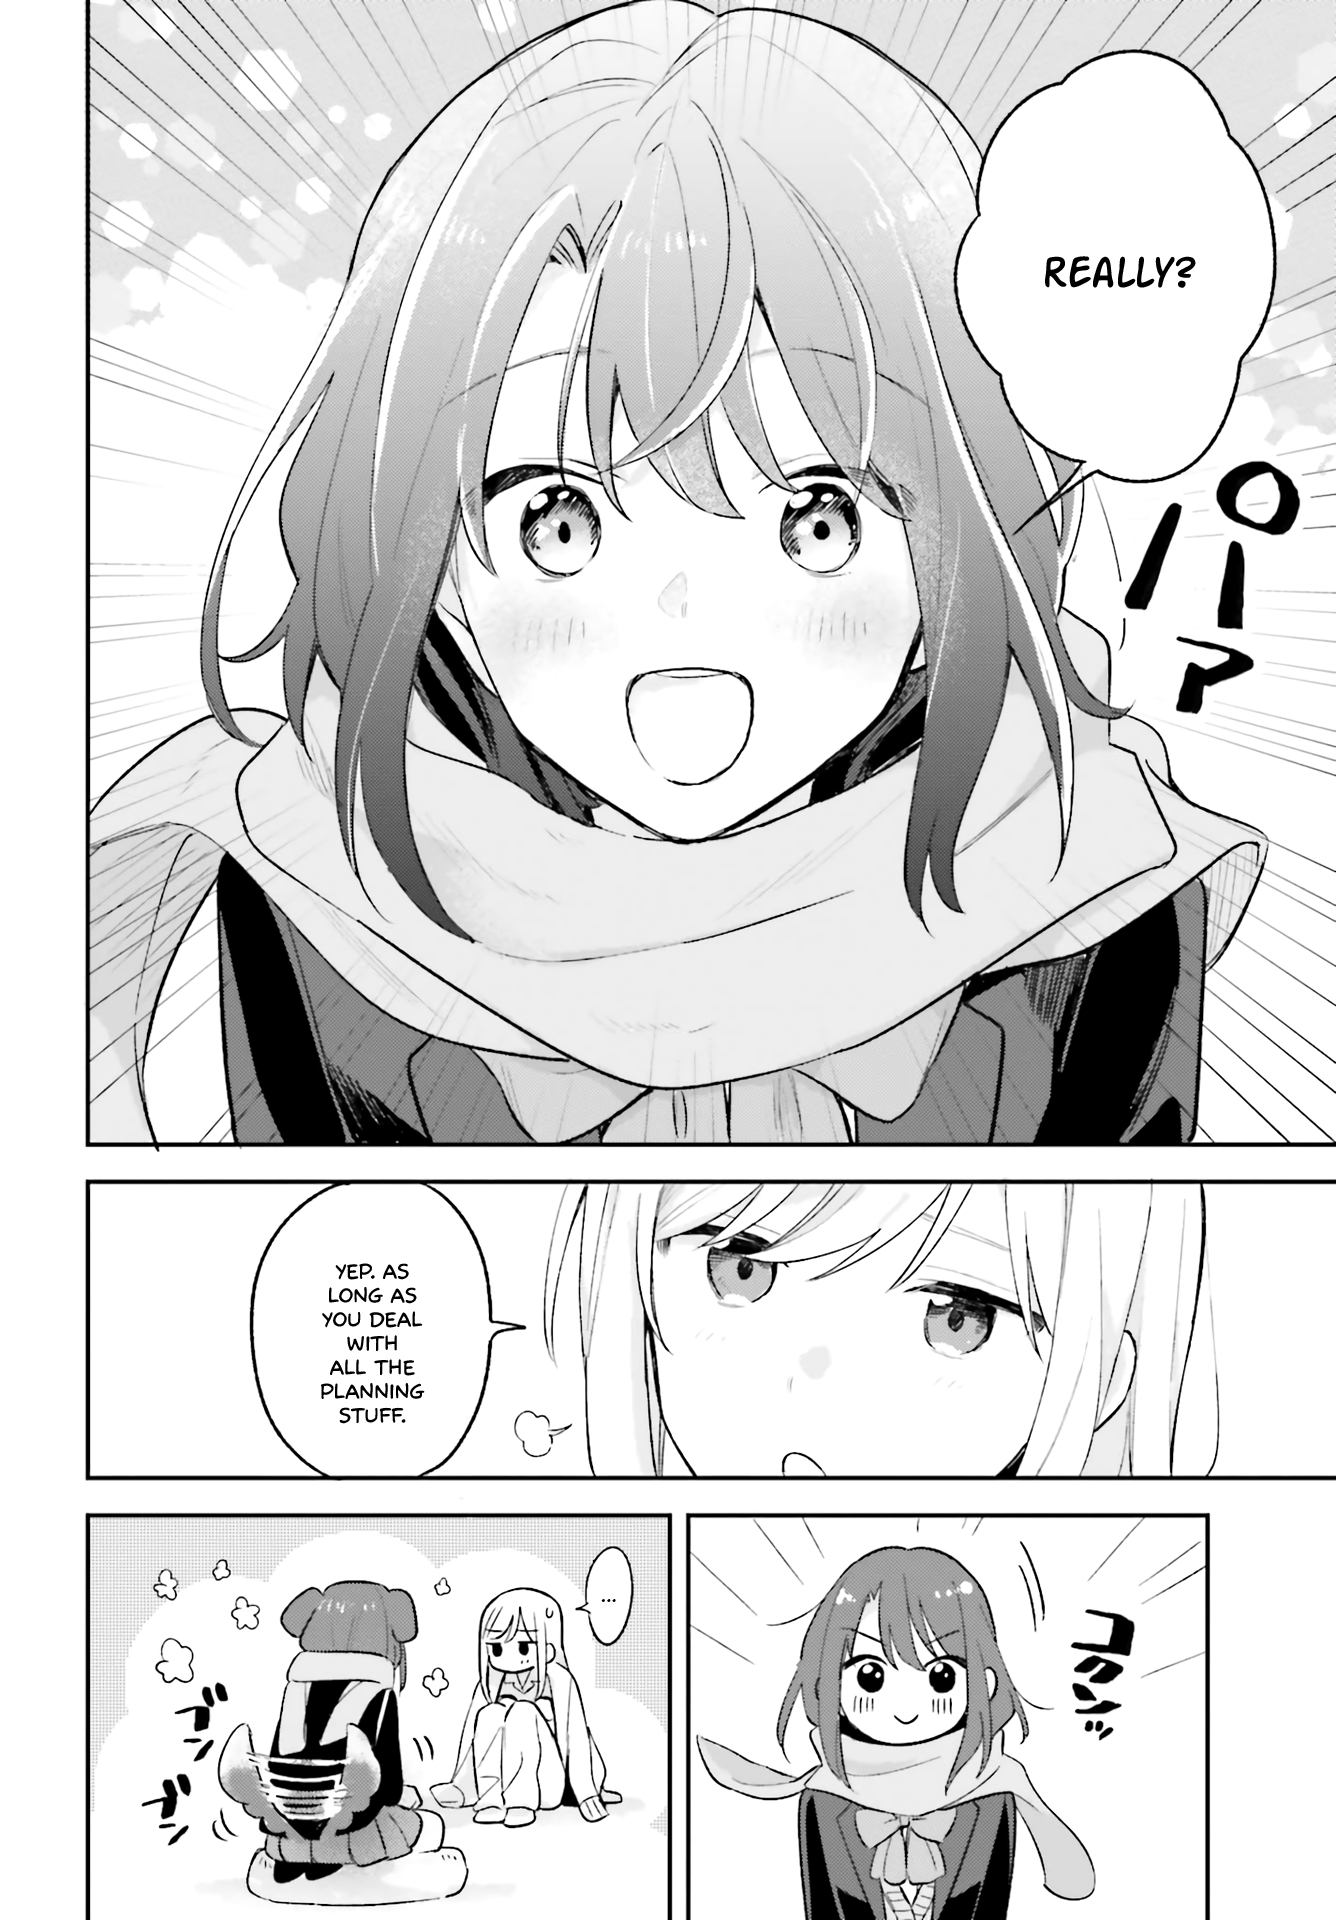 REALLY?
パァ
YEP. AS
LONG AS
YOU DEAL
WITH
ALL THE
PLANNING
STUFF.
コクンッ
...
ブン
ブン